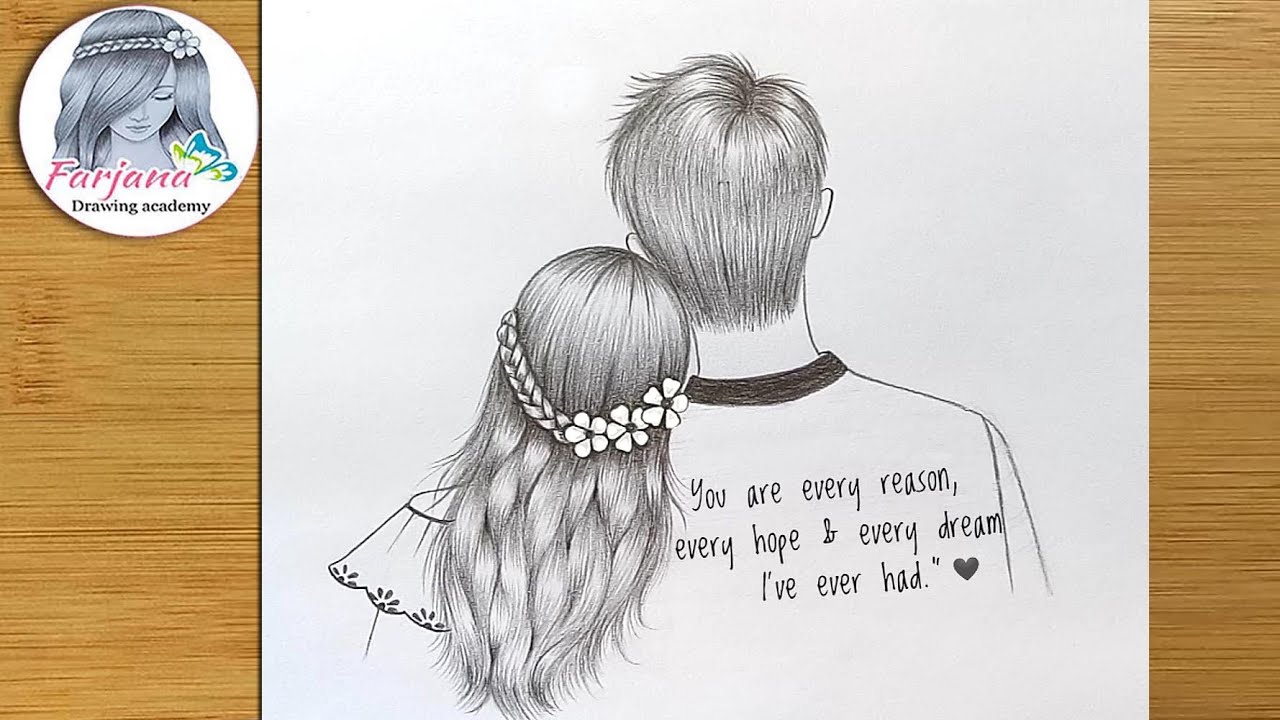 Farjana
Drawing academy
You are every reason,
every hope & every dream
I've ever had." 🖤